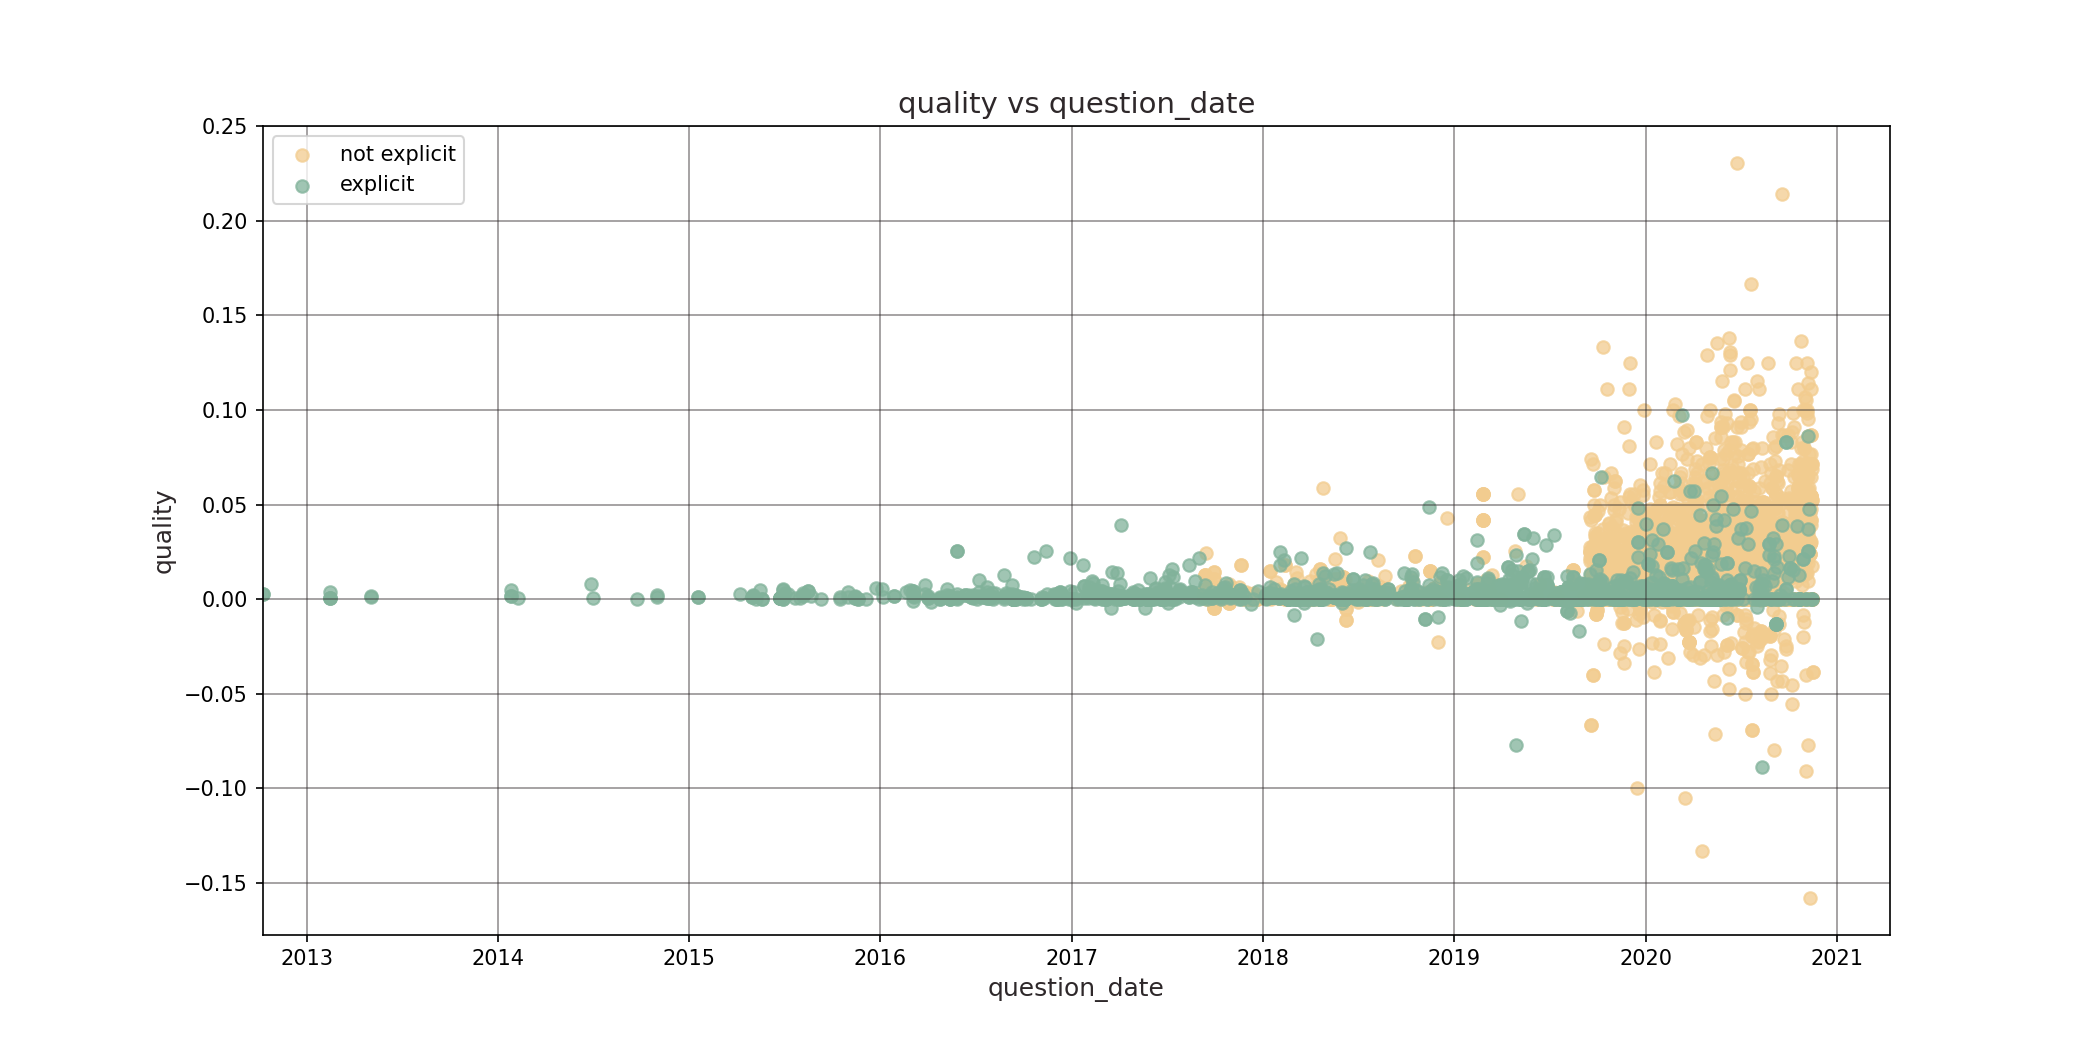 quality vs question_date
not explicit
explicit
0.25
0.20
0.15
0.10
0.05
0.00
−0.05
−0.10
−0.15
quality
2013 2014 2015 2016 2017 2018 2019 2020 2021
question_date